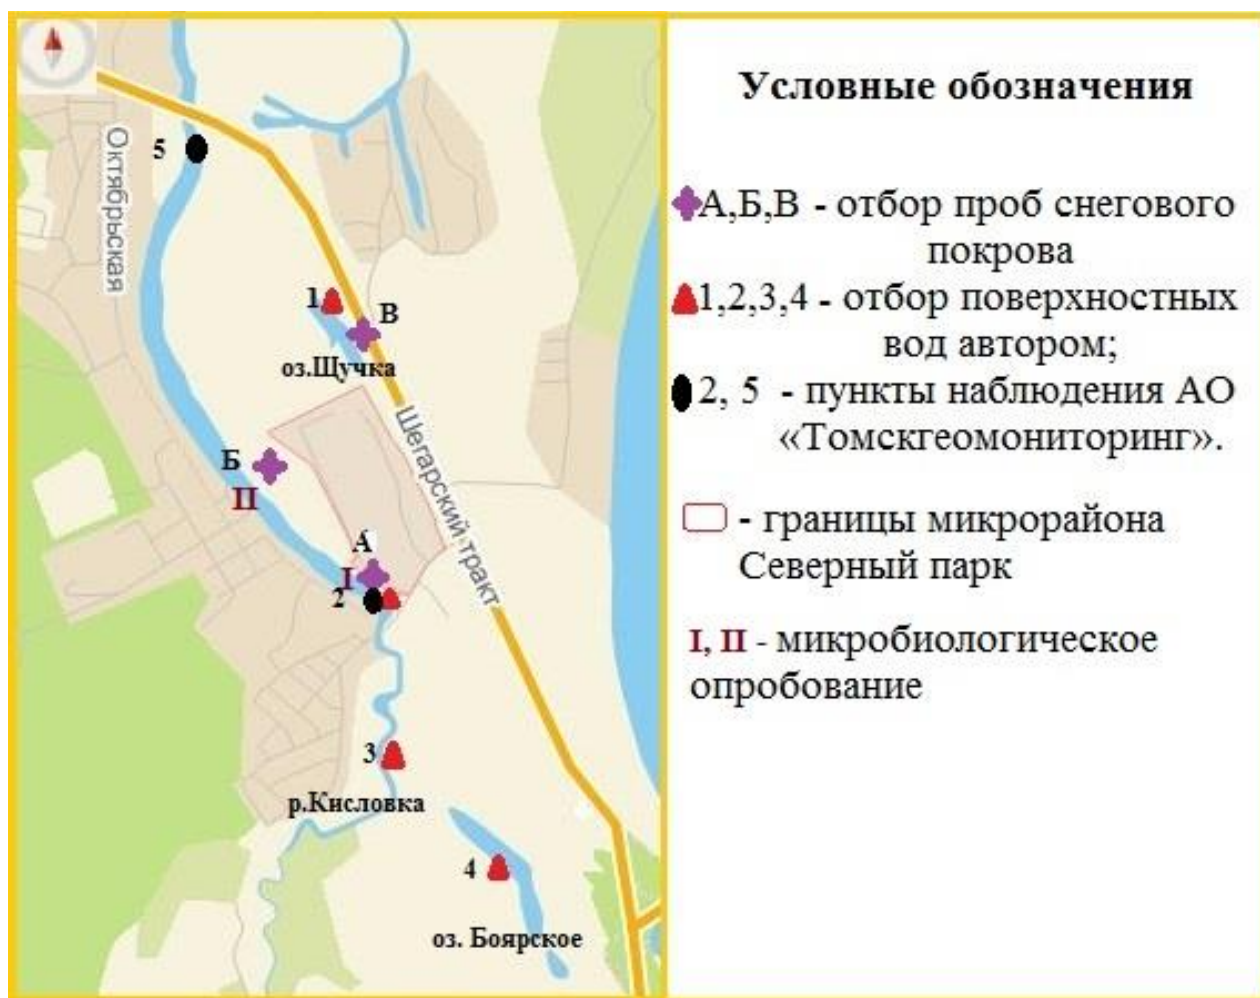 Октябрьская
5
1
В
оз.Щучка
Шегарский тракт
Б
II
А
I
2
3
р.Кисловка
4
оз. Боярское
Условные обозначения
А,Б,В - отбор проб снегового
покрова
1,2,3,4 - отбор поверхностных
вод автором;
2, 5 - пункты наблюдения АО
«Томскгеомониторинг».
- границы микрорайона
Северный парк
I, II - микробиологическое
опробование